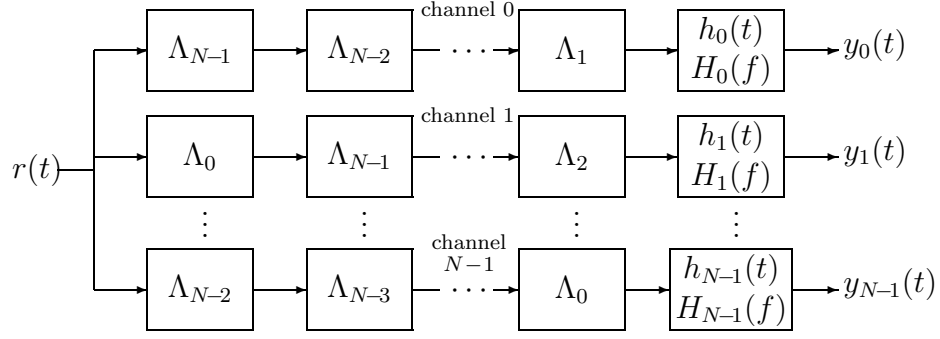 channel 0
Λ_{N−1} Λ_{N−2} ··· Λ_1 h_0(t) y_0(t)
H_0(f)
channel 1
r(t) Λ_0 Λ_{N−1} ··· Λ_2 h_1(t) y_1(t)
H_1(f)
⋮ ⋮ ⋮ ⋮
channel
N−1
Λ_{N−2} Λ_{N−3} ··· Λ_0 h_{N−1}(t) y_{N−1}(t)
H_{N−1}(f)